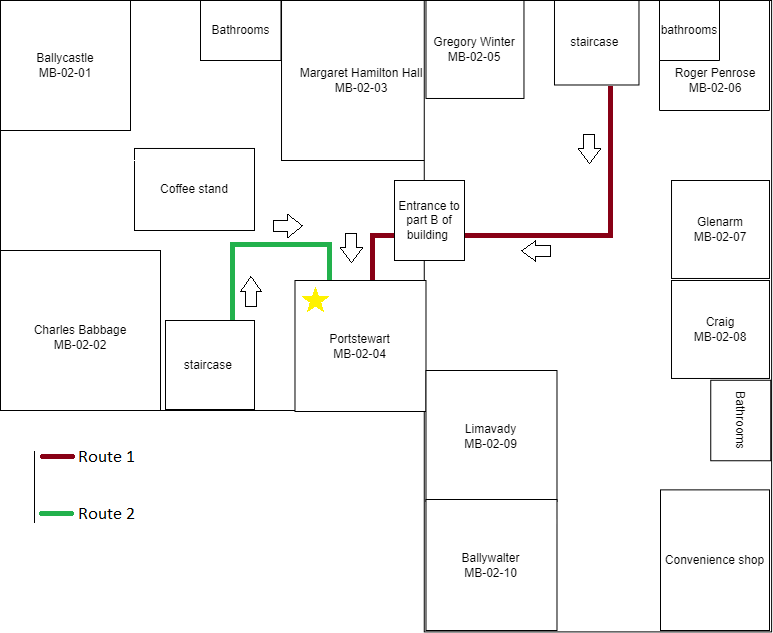 Ballycastle
MB-02-01
Bathrooms
Margaret Hamilton Hall
MB-02-03
Gregory Winter
MB-02-05
staircase
bathrooms
Roger Penrose
MB-02-06
Coffee stand
Entrance to
part B of
building
Glenarm
MB-02-07
Charles Babbage
MB-02-02
staircase
Portstewart
MB-02-04
Craig
MB-02-08
Bathrooms
Limavady
MB-02-09
Route 1
Route 2
Ballywalter
MB-02-10
Convenience shop